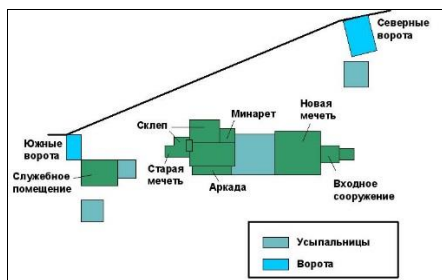 Северные
ворота
Новая
мечеть
Минарет
Склеп
Южные
ворота
Старая
мечеть
Служебное
помещение
Аркада
Входное
сооружение
Усыпальницы
Ворота